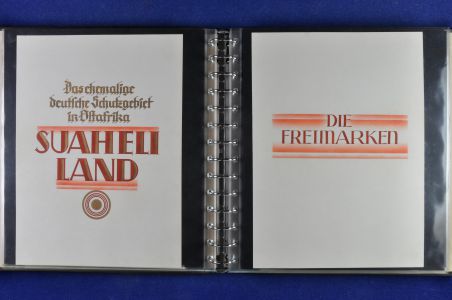 Das ehemalige
deutsche Schutzgebiet
in Ostafrika
SUAHELI
LAND
DIE
FREIMARKEN